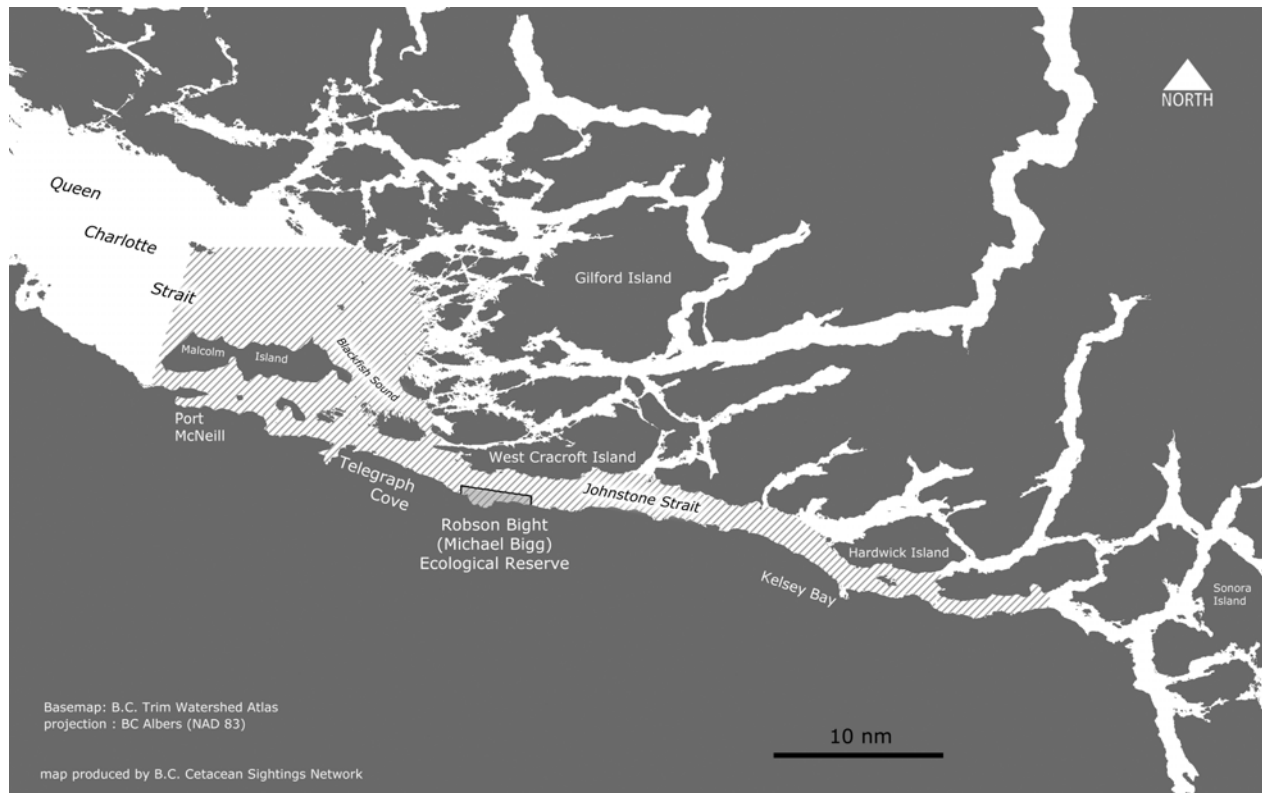 NORTH
Queen
Charlotte
Strait
Gilford Island
Malcolm Island
Blackfish Sound
Port
McNeill
West Cracroft Island
Telegraph
Cove
Johnstone Strait
Robson Bight
(Michael Bigg)
Ecological Reserve
Hardwick Island
Kelsey Bay
Sonora
Island
Basemap: B.C. Trim Watershed Atlas
projection : BC Albers (NAD 83)
10 nm
map produced by B.C. Cetacean Sightings Network